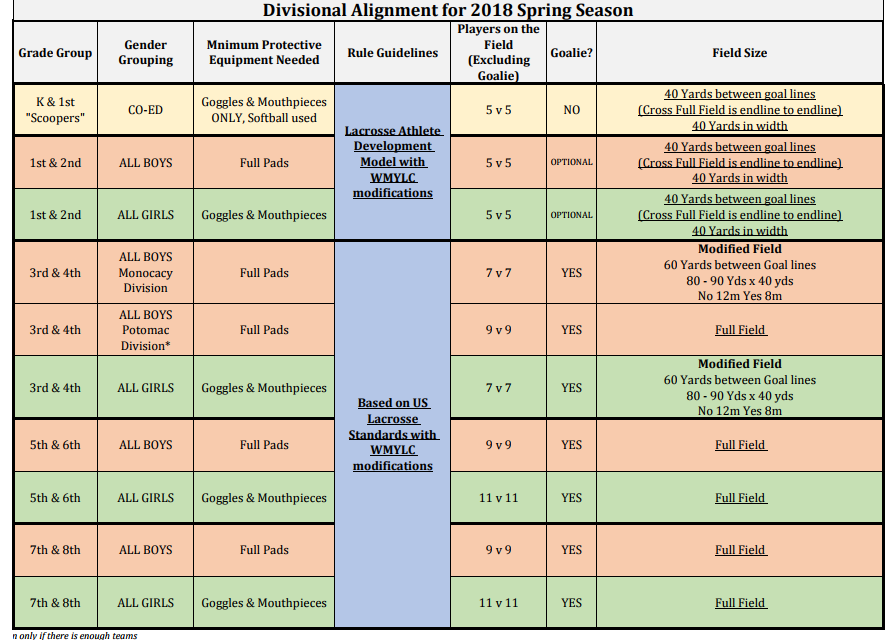 Divisional Alignment for 2018 Spring Season
Grade Group
Gender
Grouping
Mnimum Protective
Equipment Needed
Rule Guidelines
Players on the
Field
(Excluding
Goalie)
Goalie?
Field Size
K & 1st
"Scoopers"
CO-ED
Goggles & Mouthpieces
ONLY, Softball used
Lacrosse Athlete
Development
Model with
WMYLC
modifications
5 v 5
NO
40 Yards between goal lines
(Cross Full Field is endline to endline)
40 Yards in width
1st & 2nd
ALL BOYS
Full Pads
5 v 5
OPTIONAL
40 Yards between goal lines
(Cross Full Field is endline to endline)
40 Yards in width
1st & 2nd
ALL GIRLS
Goggles & Mouthpieces
5 v 5
OPTIONAL
40 Yards between goal lines
(Cross Full Field is endline to endline)
40 Yards in width
3rd & 4th
ALL BOYS
Monocacy
Division
Full Pads
Based on US
Lacrosse
Standards with
WMYLC
modifications
7 v 7
YES
Modified Field
60 Yards between Goal lines
80 - 90 Yds x 40 yds
No 12m Yes 8m
3rd & 4th
ALL BOYS
Potomac
Division*
Full Pads
9 v 9
YES
Full Field
3rd & 4th
ALL GIRLS
Goggles & Mouthpieces
7 v 7
YES
Modified Field
60 Yards between Goal lines
80 - 90 Yds x 40 yds
No 12m Yes 8m
5th & 6th
ALL BOYS
Full Pads
9 v 9
YES
Full Field
5th & 6th
ALL GIRLS
Goggles & Mouthpieces
11 v 11
YES
Full Field
7th & 8th
ALL BOYS
Full Pads
9 v 9
YES
Full Field
7th & 8th
ALL GIRLS
Goggles & Mouthpieces
11 v 11
YES
Full Field
n only if there is enough teams